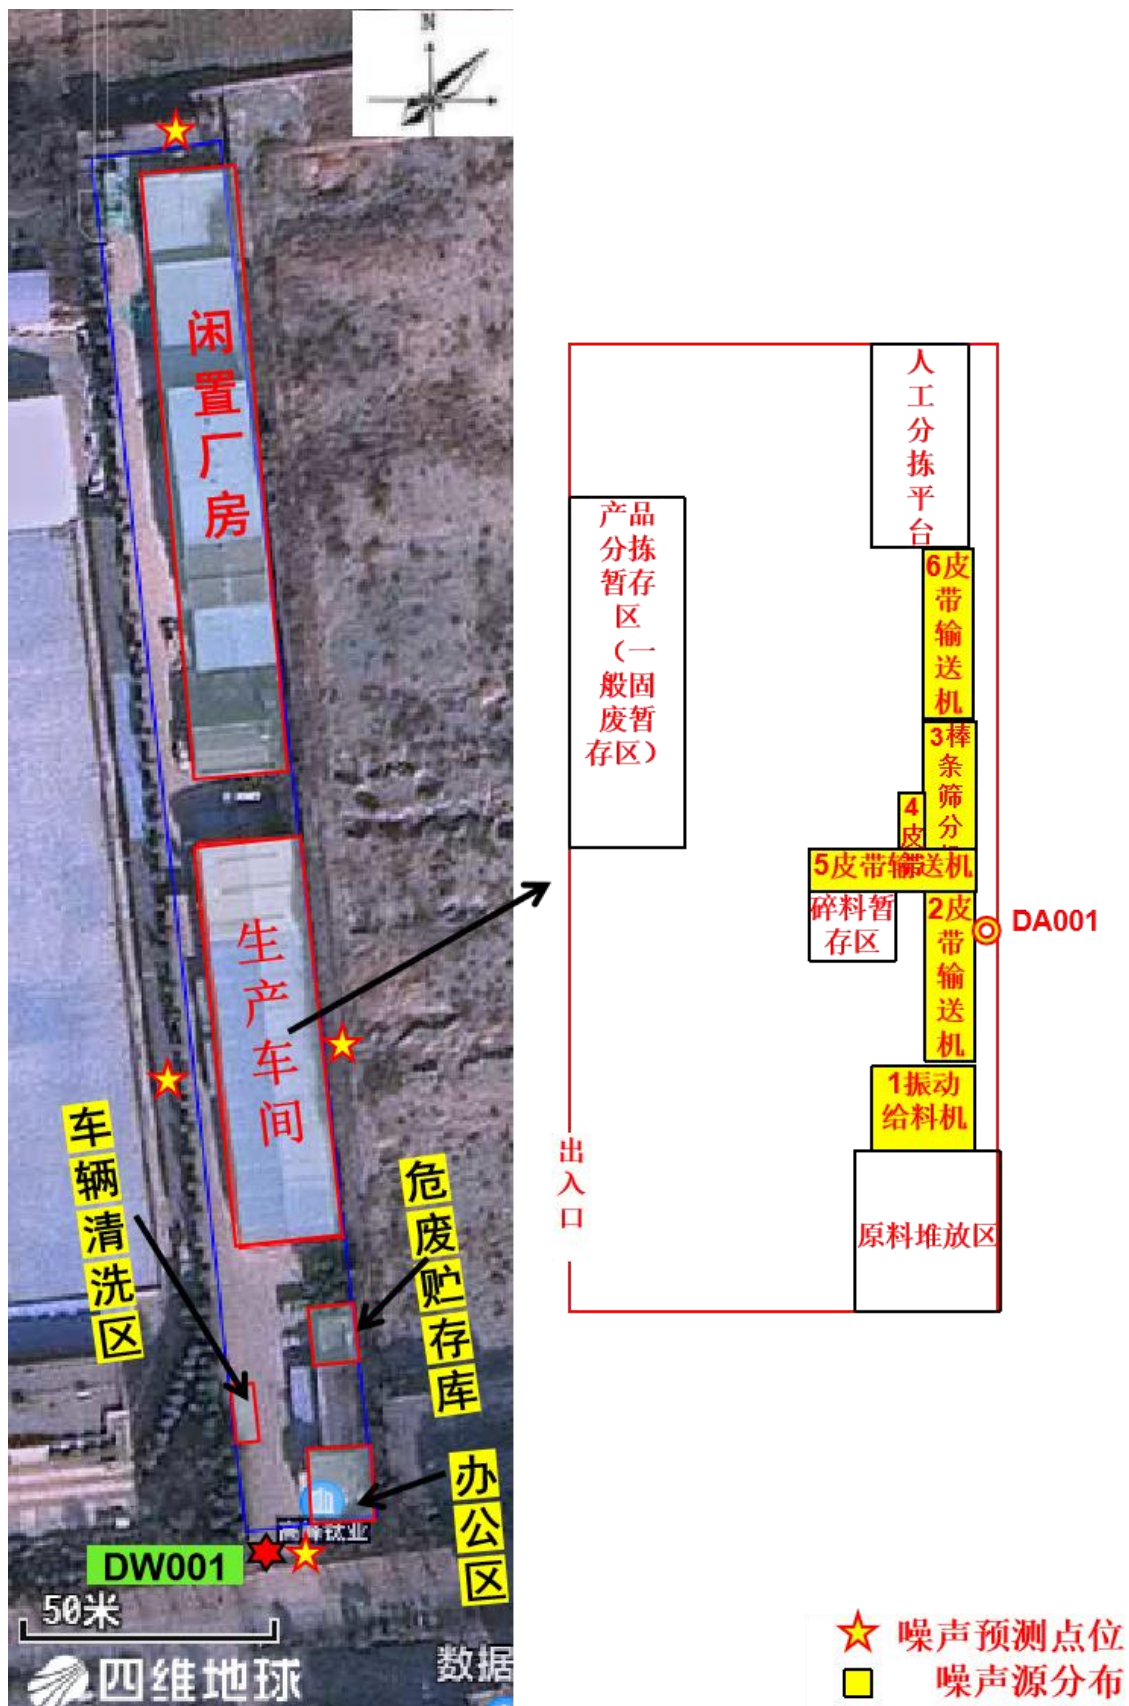 N
闲置厂房
生产车间
车辆清洗区
危废贮存库
办公区
DW001
50米
四维地球
数据
人工分拣平台
产品
分拣
暂存
区
（一
般固
废暂
存区）
6皮带输送机
3棒条筛分
4皮
5皮带输送机
碎料暂
存区
2皮带输送机
DA001
1振动
给料机
出入口
原料堆放区
噪声预测点位
噪声源分布